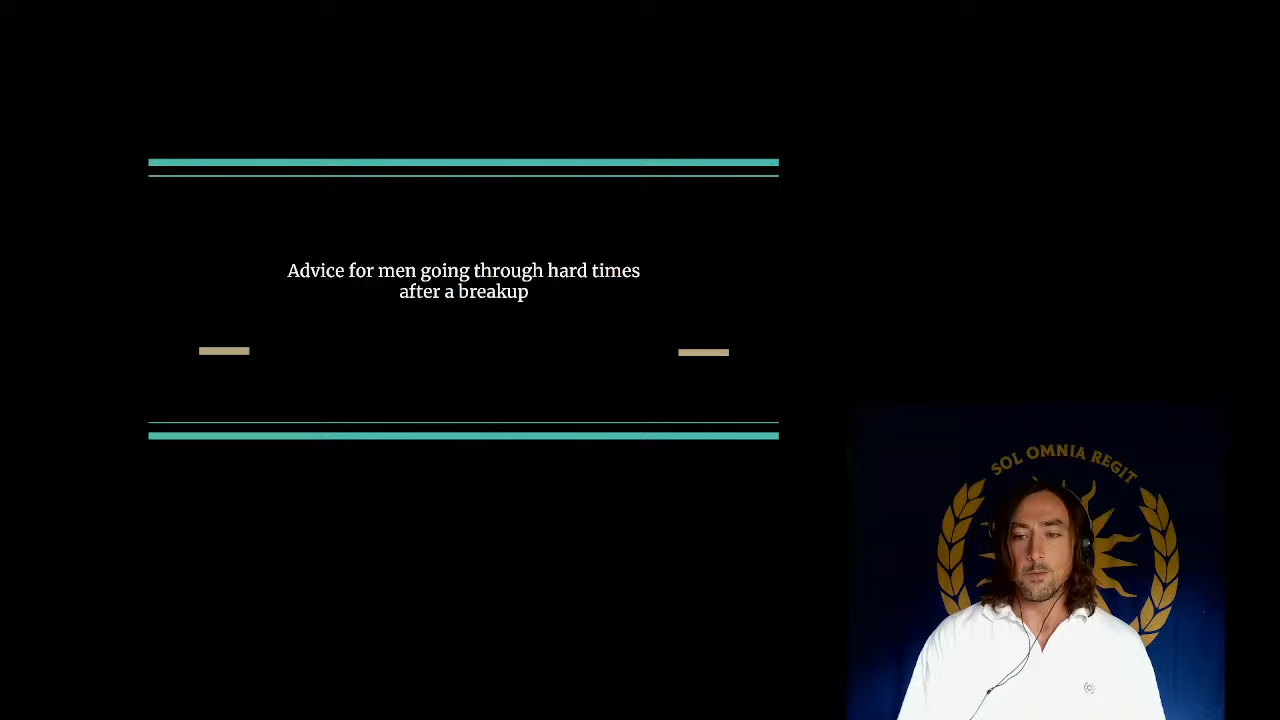 Advice for men going through hard times
after a breakup
SOL OMNIA REGIT